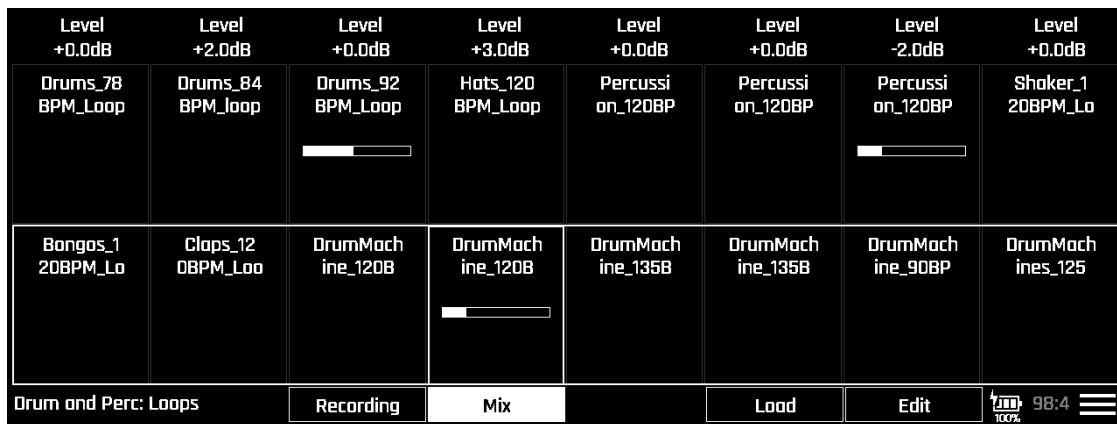 Level Level Level Level Level Level Level Level
+0.0dB +2.0dB +0.0dB +3.0dB +0.0dB +0.0dB -2.0dB +0.0dB
Drums_78 Drums_84 Drums_92 Hats_120 Percussi Percussi Percussi Shaker_1
BPM_Loop BPM_loop BPM_Loop BPM_Loop on_120BP on_120BP on_120BP 20BPM_Lo
Bongos_1 Claps_12 DrumMach DrumMach DrumMach DrumMach DrumMach DrumMach
20BPM_Lo 0BPM_Loo ine_120B ine_120B ine_135B ine_135B ine_90BP ines_125
Drum and Perc: Loops Recording Mix Load Edit 98:4
100%